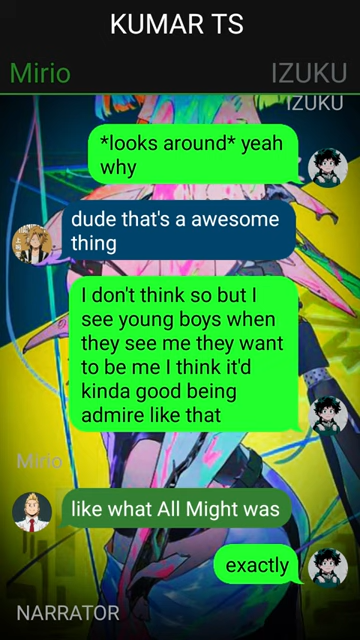 KUMAR TS
Mirio
IZUKU
IZUKU
*looks around* yeah
why
dude that's a awesome
thing
I don't think so but I
see young boys when
they see me they want
to be me I think it'd
kinda good being
admire like that
Mirio
like what All Might was
exactly
NARRATOR